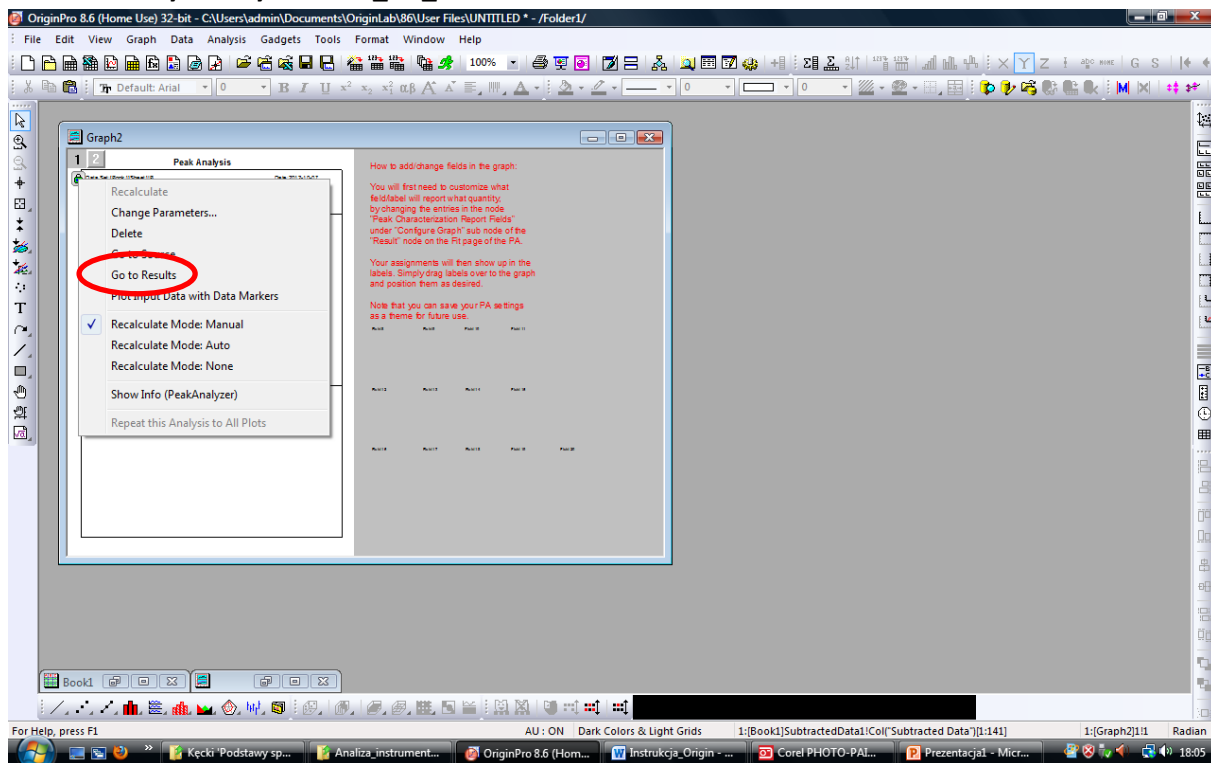 OriginPro 8.6 (Home Use) 32-bit - C:\Users\admin\Documents\OriginLab\86\User Files\UNTITLED * - /Folder1/
File Edit View Graph Data Analysis Gadgets Tools Format Window Help
100%
Default: Arial 0 B I U 0 0
Graph2
1 2
Peak Analysis
Recalculate
Change Parameters...
Delete
Go to Results
Plot Input Data with Data Markers
Recalculate Mode: Manual
Recalculate Mode: Auto
Recalculate Mode: None
Show Info (PeakAnalyzer)
Repeat this Analysis to All Plots
How to add/change fields in the graph:
You will first need to customize what
field/label will report what quantity,
by changing the entries in the node
"Peak Characterization Report Fields"
under "Configure Graph" sub node of the
"Result" node on the Fit page of the PA.
Your assignments will then show up in the
labels. Simply drag labels over to the graph
and position them as desired.
Note that you can save your PA settings
as a theme for future use.
Book1
For Help, press F1 AU : ON Dark Colors & Light Grids 1:[Book1]SubtractedData1!Col("Subtracted Data")[1:141] 1:[Graph2]1!1 Radian
Kęcki 'Podstawy sp... Analiza_instrument... OriginPro 8.6 (Hom... Instrukcja_Origin - ... Corel PHOTO-PAI... Prezentacja1 - Micr... 18:05